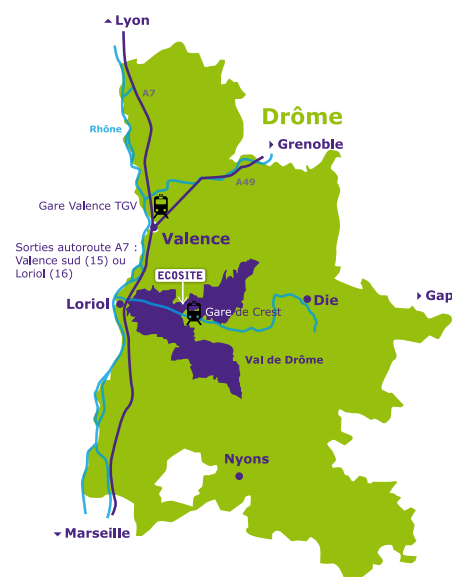 Lyon
A7
Drôme
Rhône
Grenoble
A49
Gare Valence TGV
Valence
Sorties autoroute A7 :
Valence sud (15) ou
Loriol (16)
ECOSITE
Loriol
Die
Gap
Gare de Crest
Val de Drôme
Nyons
Marseille